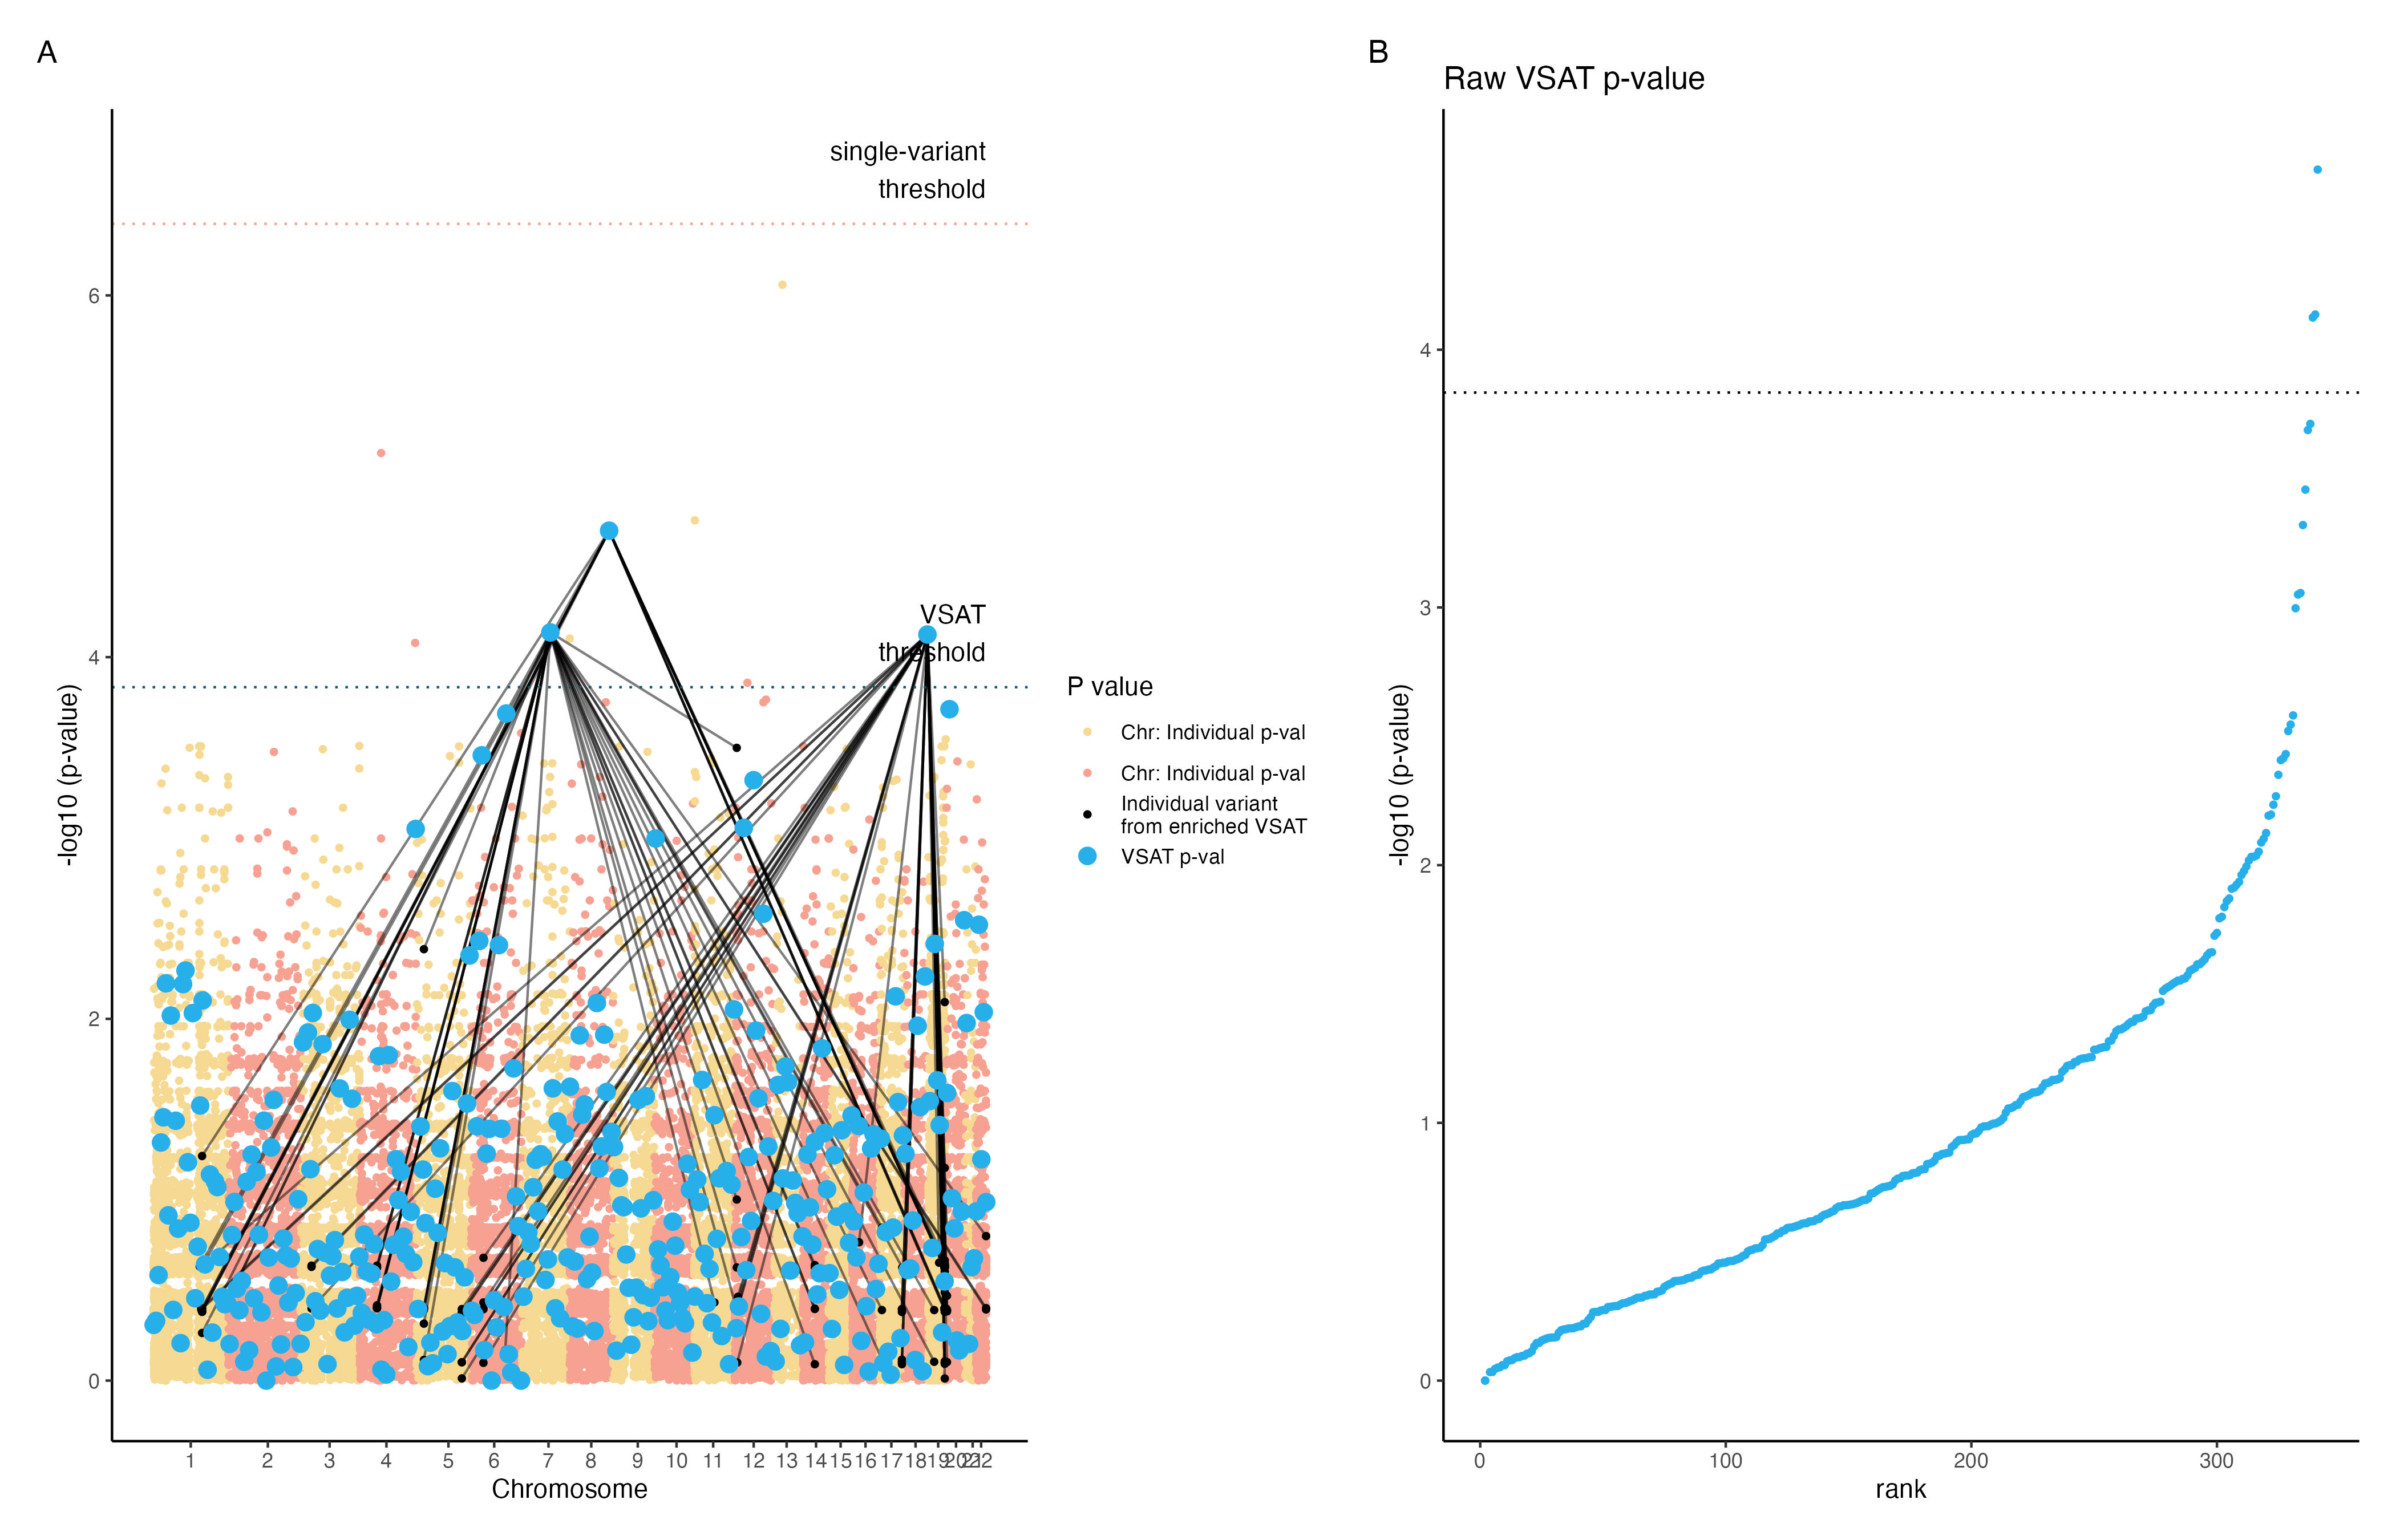 A
single-variant
threshold
VSAT
threshold
6
4
2
0
-log10 (p-value)
1 2 3 4 5 6 7 8 9 10 11 12 13 14 15 16 17 18 19 20 21 22
Chromosome
P value
Chr: Individual p-val
Chr: Individual p-val
Individual variant
from enriched VSAT
VSAT p-val
B
Raw VSAT p-value
4
3
2
1
0
-log10 (p-value)
0 100 200 300
rank